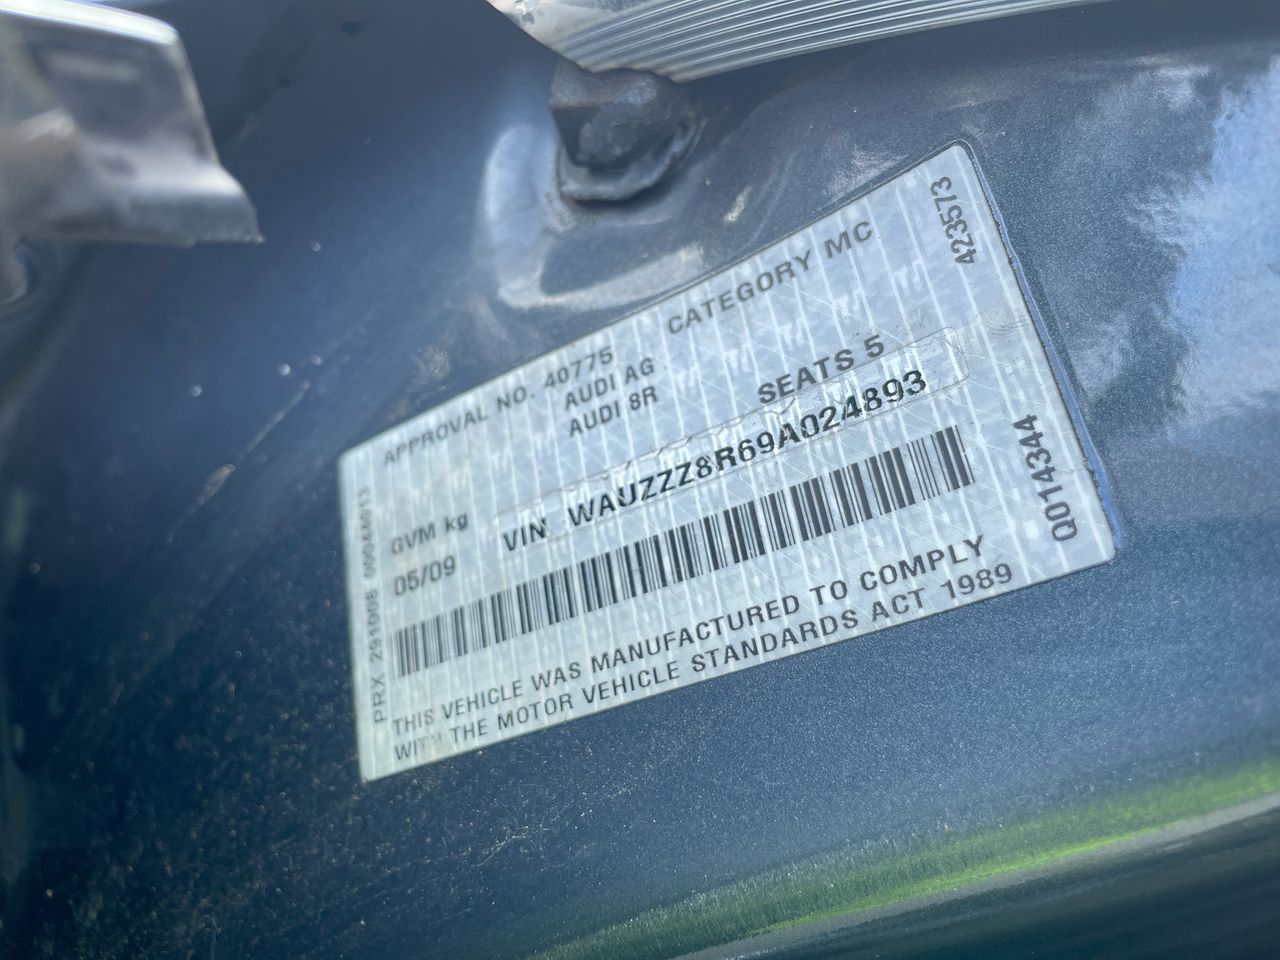 APPROVAL NO. 40775
AUDI AG
CATEGORY MC
AUDI 8R
GVM kg
SEATS 5
05/09
VIN WAUZZZ8R69A024893
THIS VEHICLE WAS MANUFACTURED TO COMPLY
WITH THE MOTOR VEHICLE STANDARDS ACT 1989
PRX 291008
423573
Q014344